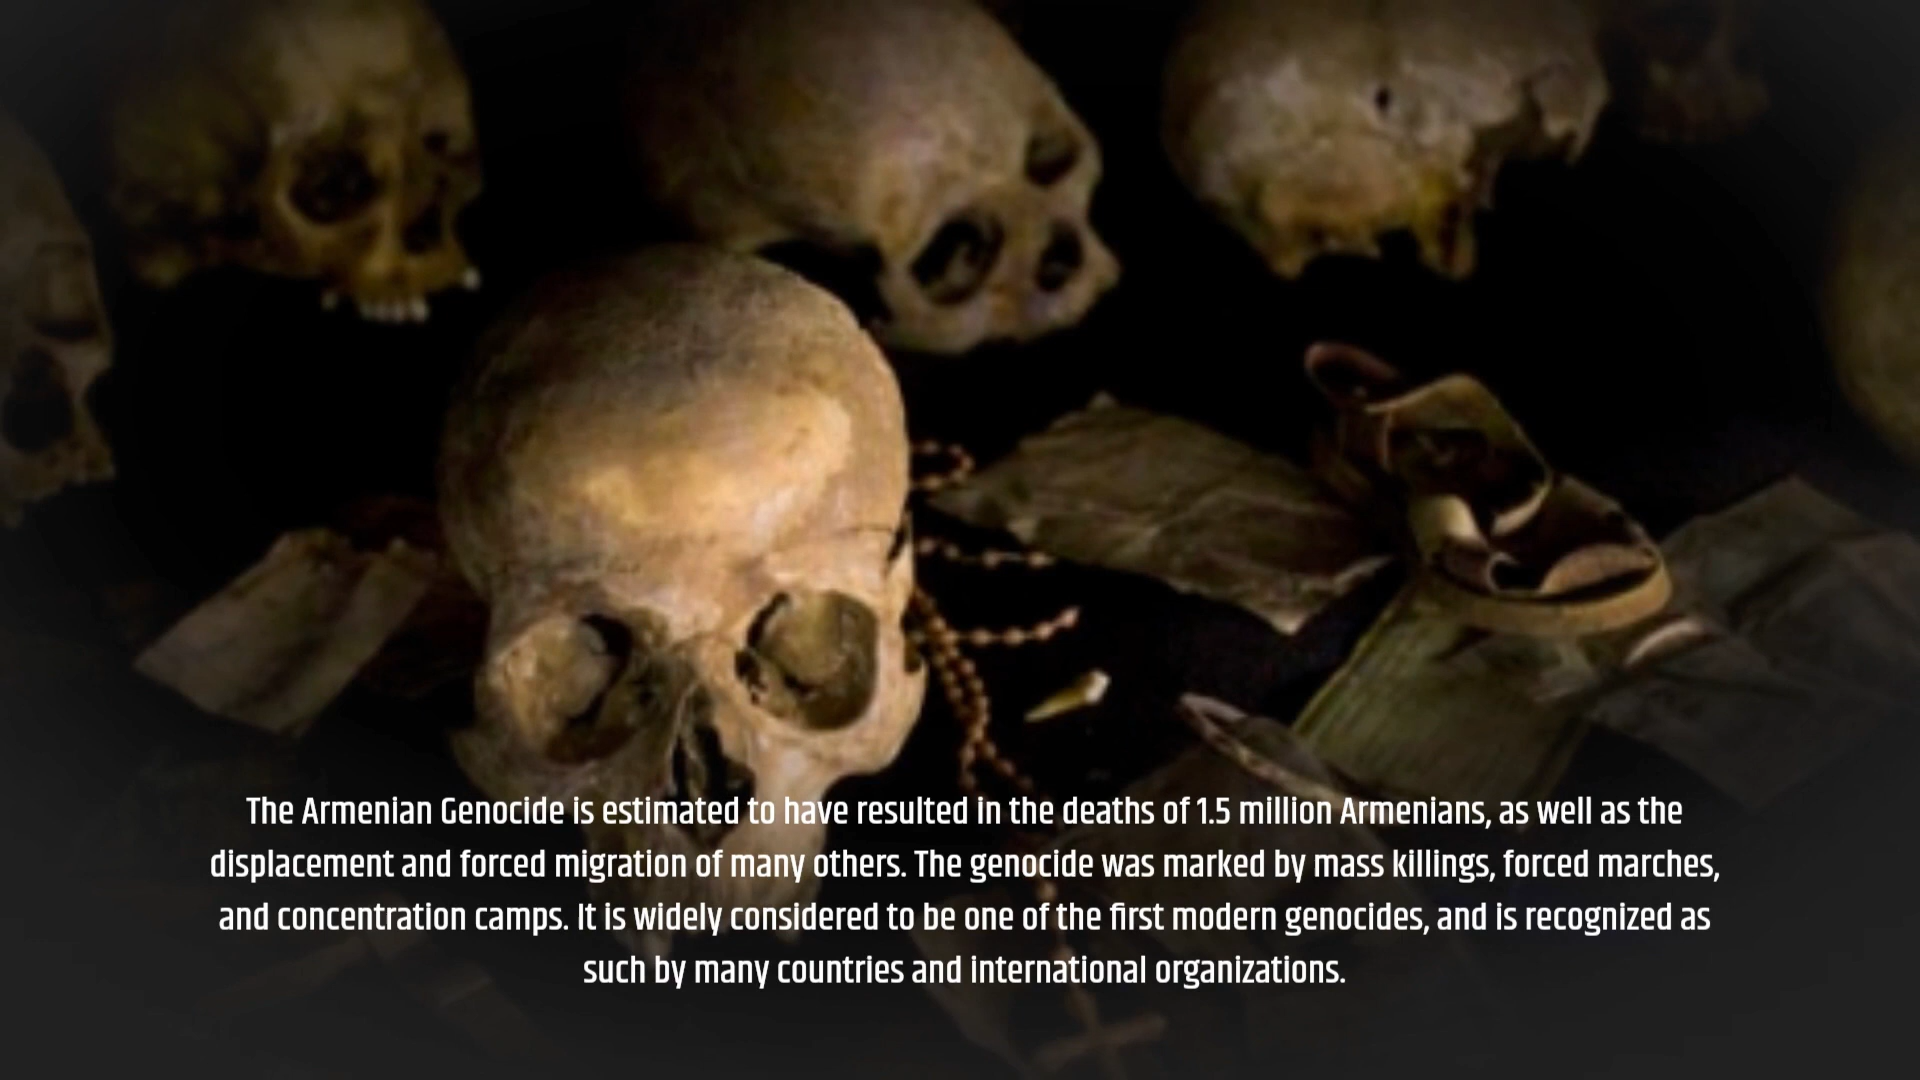 The Armenian Genocide is estimated to have resulted in the deaths of 1.5 million Armenians, as well as the
displacement and forced migration of many others. The genocide was marked by mass killings, forced marches,
and concentration camps. It is widely considered to be one of the first modern genocides, and is recognized as
such by many countries and international organizations.